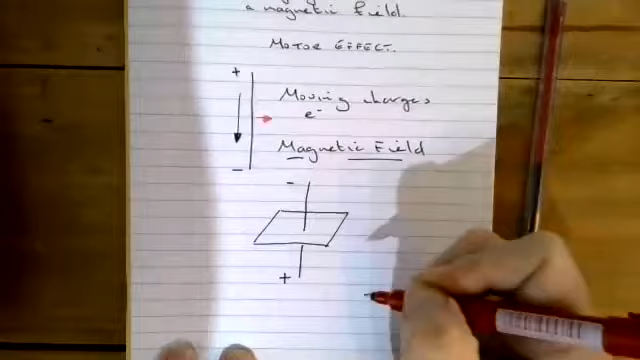 a magnetic field.
MOTOR EFFECT.
+
Moving charges
e⁻
-
Magnetic Field
-
+